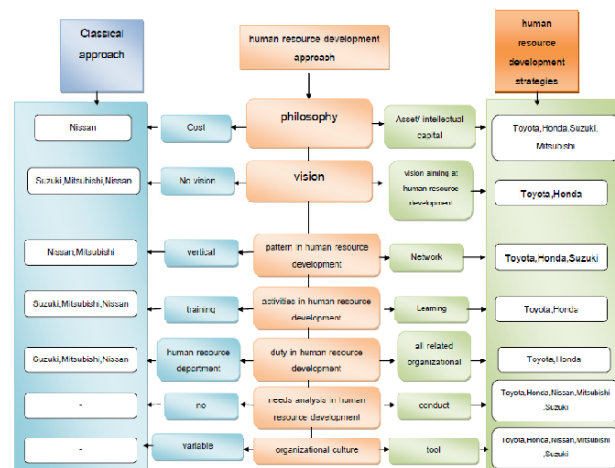 Classical
approach
human resource development
approach
human
resource
development
strategies
Nissan
Cost
philosophy
Asset/ intellectual
capital
Toyota,Honda,Suzuki,
Mitsubishi
Suzuki,Mitsubishi,Nissan
No vision
vision
vision aiming at
human resource
development
Toyota,Honda
Nissan,Mitsubishi
vertical
pattern in human resource
development
Network
Toyota,Honda,Suzuki
Suzuki,Mitsubishi,Nissan
training
activities in human resource
development
Learning
Toyota,Honda
Suzuki,Mitsubishi,Nissan
human resource
department
duty in human resource
development
all related
organizational
Toyota,Honda
-
no
needs analysis in human
resource development
conduct
Toyota,Honda,Nissan,Mitsubishi
,Suzuki
-
variable
organizational culture
tool
Toyota,Honda,Nissan,Mitsubishi
,Suzuki